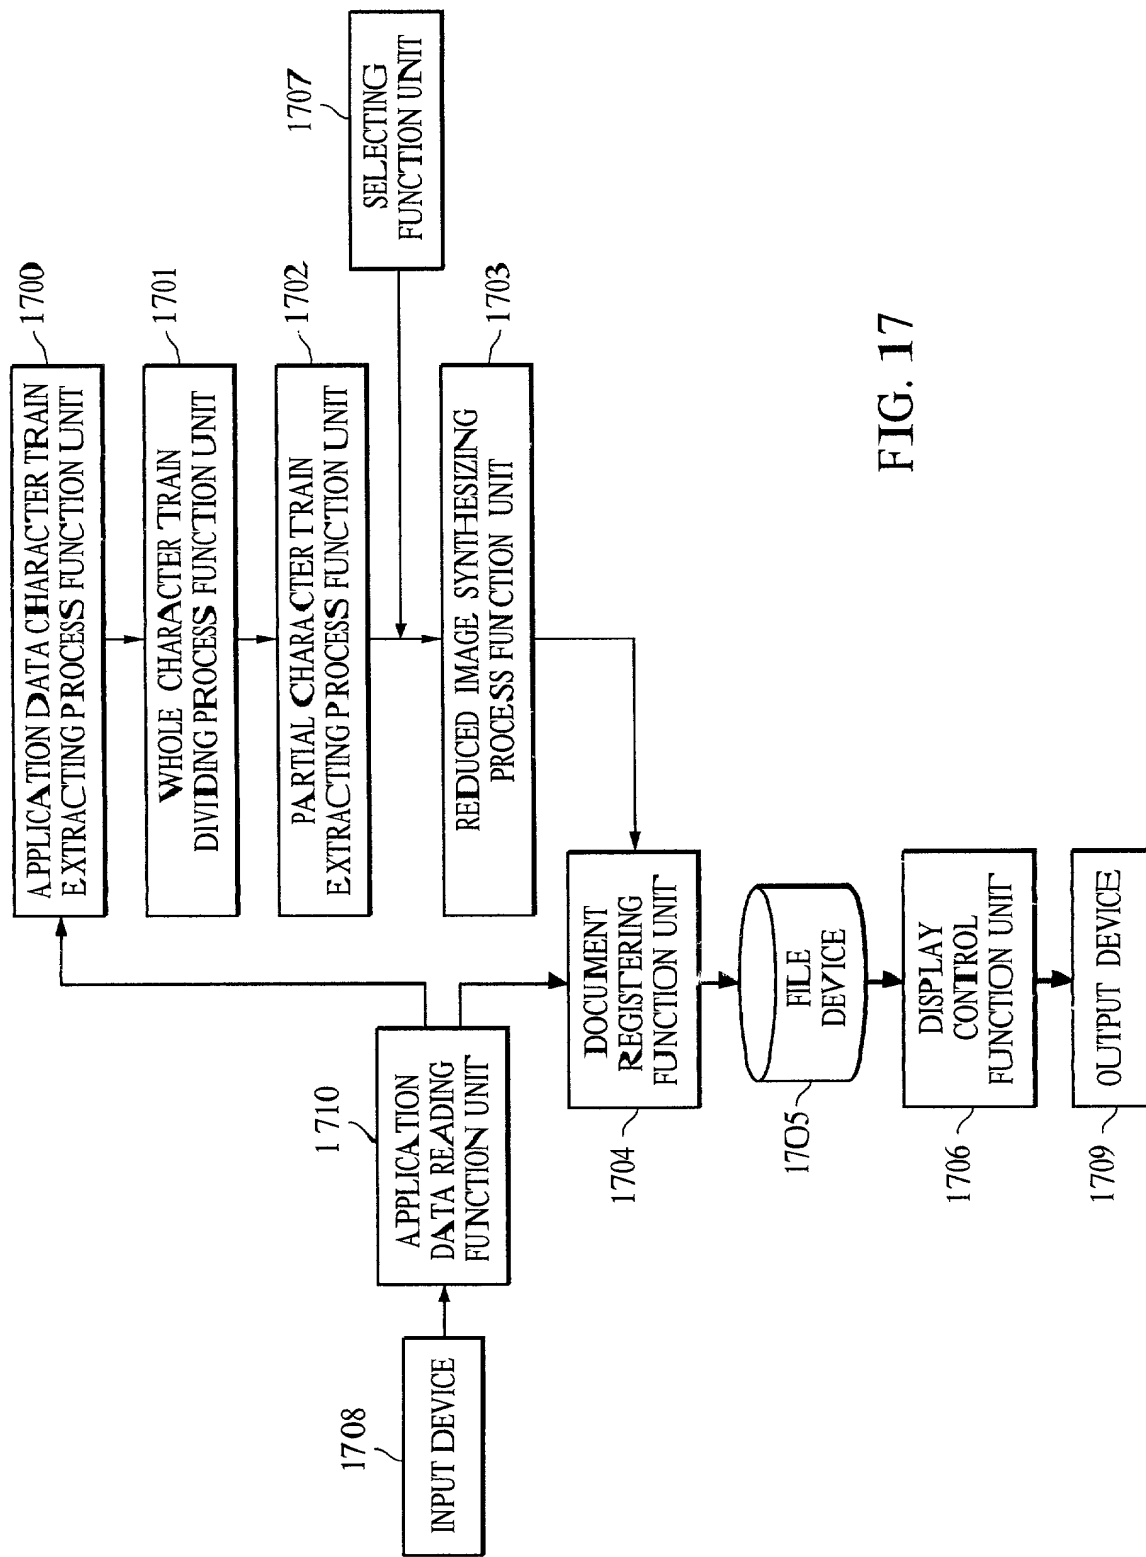 1700
APPLICATION DATA CHARACTER TRAIN
EXTRACTING PROCESS FUNCTION UNIT
1701
WHOLE CHARACTER TRAIN
DIVIDING PROCESS FUNCTION UNIT
1702
PARTIAL CHARACTER TRAIN
EXTRACTING PROCESS FUNCTION UNIT
1707
SELECTING
FUNCTION UNIT
1703
REDUCED IMAGE SYNTHESIZING
PROCESS FUNCTION UNIT
1708
INPUT DEVICE
1710
APPLICATION
DATA READING
FUNCTION UNIT
1704
DOCUMENT
REGISTERING
FUNCTION UNIT
1705
FILE
DEVICE
1706
DISPLAY
CONTROL
FUNCTION UNIT
1709
OUTPUT DEVICE
FIG. 17